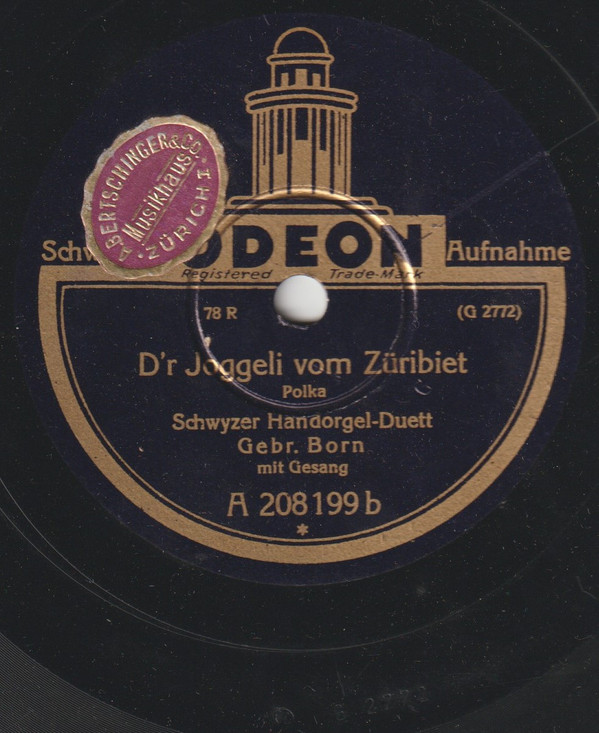 A BERTSCHINGER & CO.
Musikhaus
ZÜRICH 1.
ODEON
Aufnahme
Registered Trade-Mark
78 R
(G 2772)
D'r Joggeli vom Züribiet
Polka
Schwyzer Handorgel-Duett
Gebr. Born
mit Gesang
A 208199 b
*